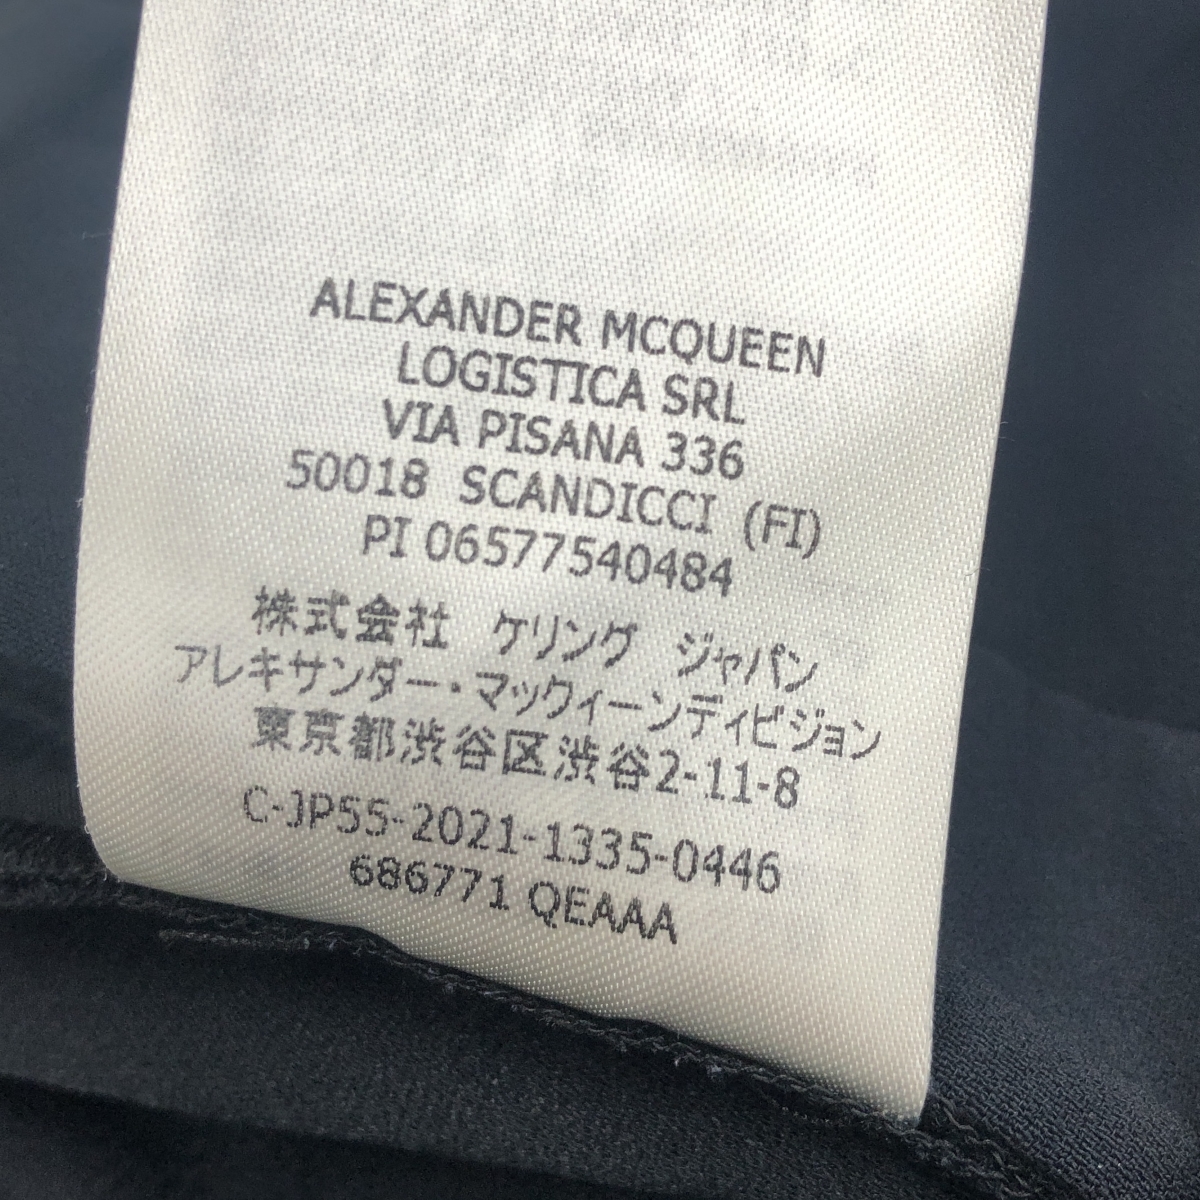 ALEXANDER MCQUEEN
LOGISTICA SRL
VIA PISANA 336
50018 SCANDICCI (FI)
PI 06577540484
株式会社 ケリング ジャパン
アレキサンダー・マックィーンディビジョン
東京都渋谷区渋谷2-11-8
C-JP55-2021-1335-0446
686771 QEAAA